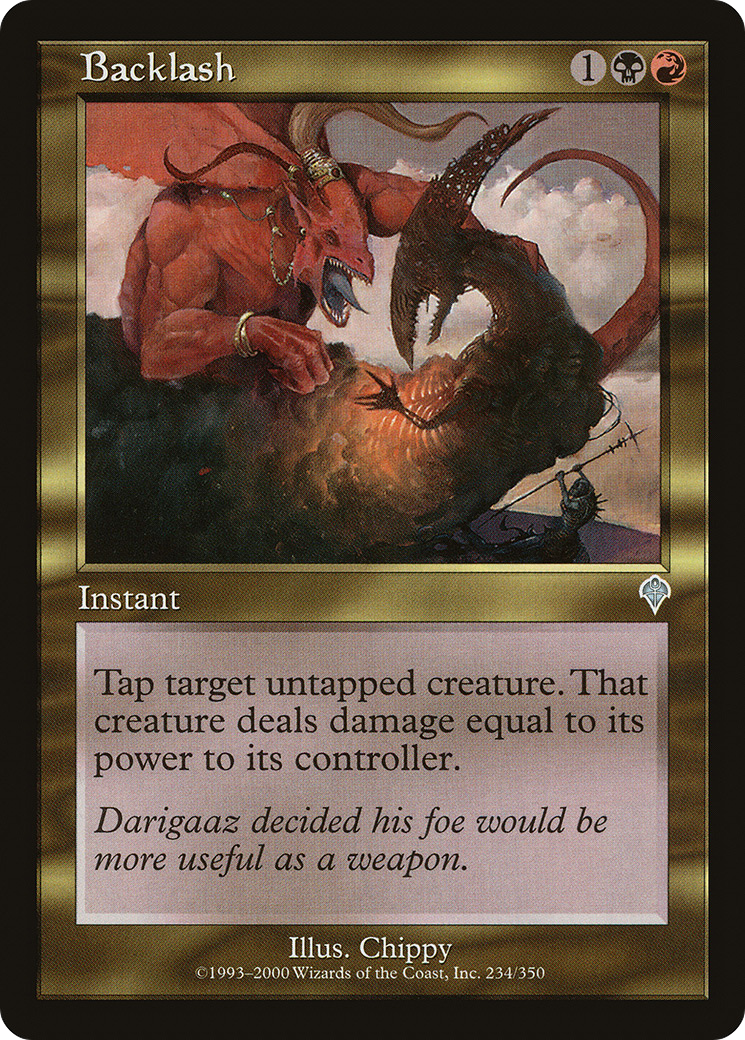 Backlash 1
Instant
Tap target untapped creature. That
creature deals damage equal to its
power to its controller.
Darigaaz decided his foe would be
more useful as a weapon.
Illus. Chippy
©1993–2000 Wizards of the Coast, Inc. 234/350